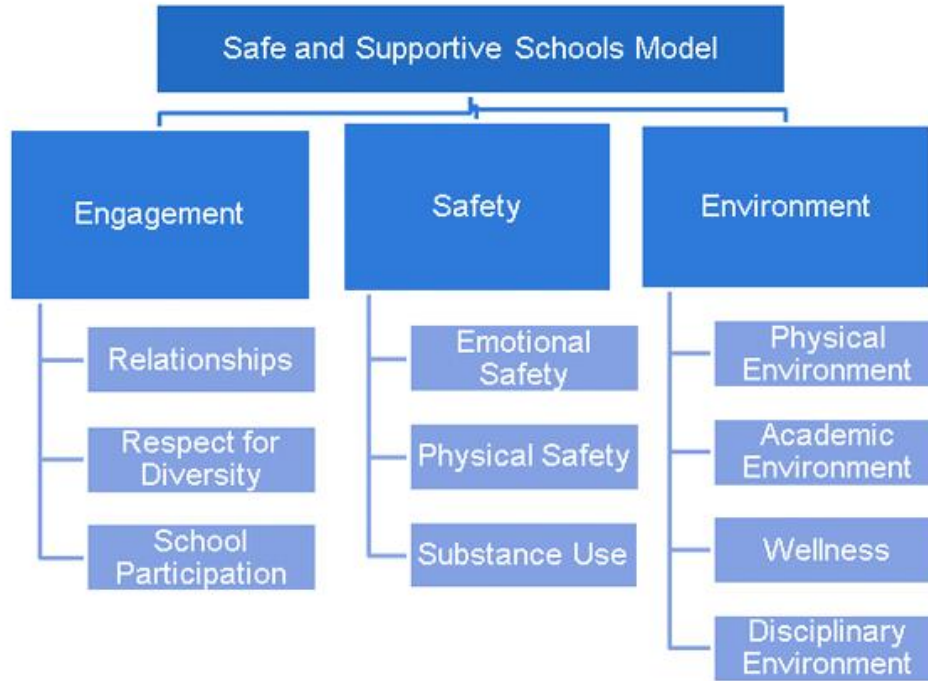 Safe and Supportive Schools Model
Engagement
Relationships
Respect for
Diversity
School
Participation
Safety
Emotional
Safety
Physical Safety
Substance Use
Environment
Physical
Environment
Academic
Environment
Wellness
Disciplinary
Environment